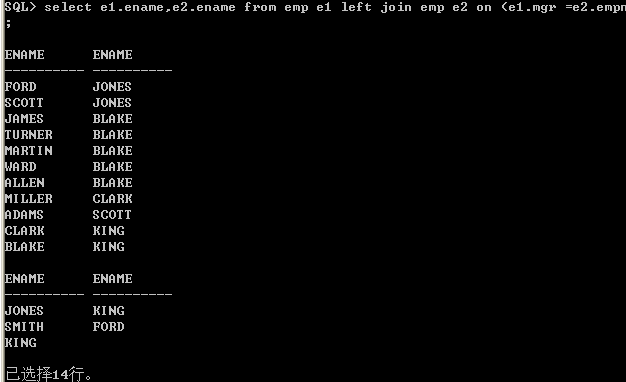 SQL> select e1.ename,e2.ename from emp e1 left join emp e2 on (e1.mgr =e2.empn
;
ENAME      ENAME
---------- ----------
FORD       JONES
SCOTT      JONES
JAMES      BLAKE
TURNER     BLAKE
MARTIN     BLAKE
WARD       BLAKE
ALLEN      BLAKE
MILLER     CLARK
ADAMS      SCOTT
CLARK      KING
BLAKE      KING
ENAME      ENAME
---------- ----------
JONES      KING
SMITH      FORD
KING
已选择14行。